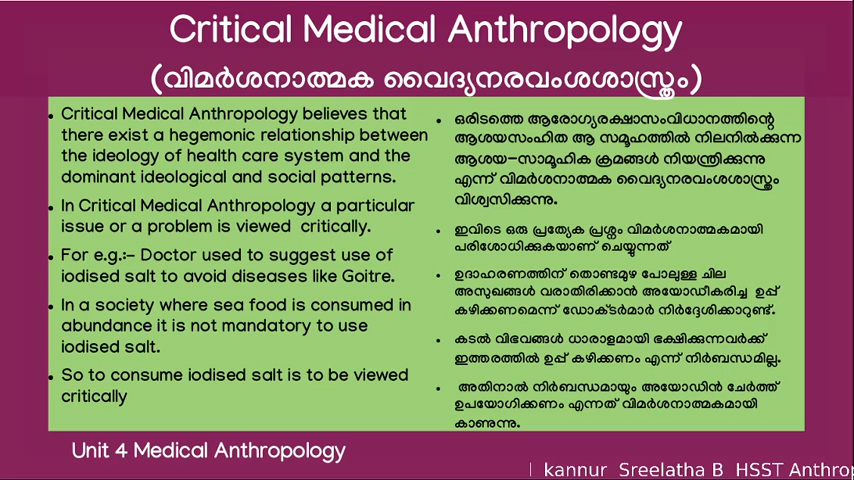 Critical Medical Anthropology
(വിമർശനാത്മക വൈദ്യനരവംശശാസ്ത്രം)
• Critical Medical Anthropology believes that
there exist a hegemonic relationship between
the ideology of health care system and the
dominant ideological and social patterns.
• In Critical Medical Anthropology a particular
issue or a problem is viewed critically.
• For e.g.:- Doctor used to suggest use of
iodised salt to avoid diseases like Goitre.
• In a society where sea food is consumed in
abundance it is not mandatory to use
iodised salt.
• So to consume iodised salt is to be viewed
critically
• ഒരിടത്തെ ആരോഗ്യരക്ഷാസംവിധാനത്തിന്റെ
ആശയസംഹിത ആ സമൂഹത്തിൽ നിലനിൽക്കുന്ന
ആശയ-സാമൂഹിക ക്രമങ്ങൾ നിയന്ത്രിക്കുന്നു
എന്ന് വിമർശനാത്മക വൈദ്യനരവംശശാസ്ത്രം
വിശ്വസിക്കുന്നു.
• ഇവിടെ ഒരു പ്രത്യേക പ്രശ്നം വിമർശനാത്മകമായി
പരിശോധിക്കുകയാണ് ചെയ്യുന്നത്
• ഉദാഹരണത്തിന് തൊണ്ടമുഴ പോലുള്ള ചില
അസുഖങ്ങൾ വരാതിരിക്കാൻ അയോഡീകരിച്ച ഉപ്പ്
കഴിക്കണമെന്ന് ഡോക്ടർമാർ നിർദ്ദേശിക്കാറുണ്ട്.
• കടൽ വിഭവങ്ങൾ ധാരാളമായി ഭക്ഷിക്കുന്നവർക്ക്
ഇത്തരത്തിൽ ഉപ്പ് കഴിക്കണം എന്ന് നിർബന്ധമില്ല.
• അതിനാൽ നിർബന്ധമായും അയോഡിൻ ചേർത്ത്
ഉപയോഗിക്കണം എന്നത് വിമർശനാത്മകമായി
കാണുന്നു.
Unit 4 Medical Anthropology
| kannur Sreelatha B HSST Anthrop